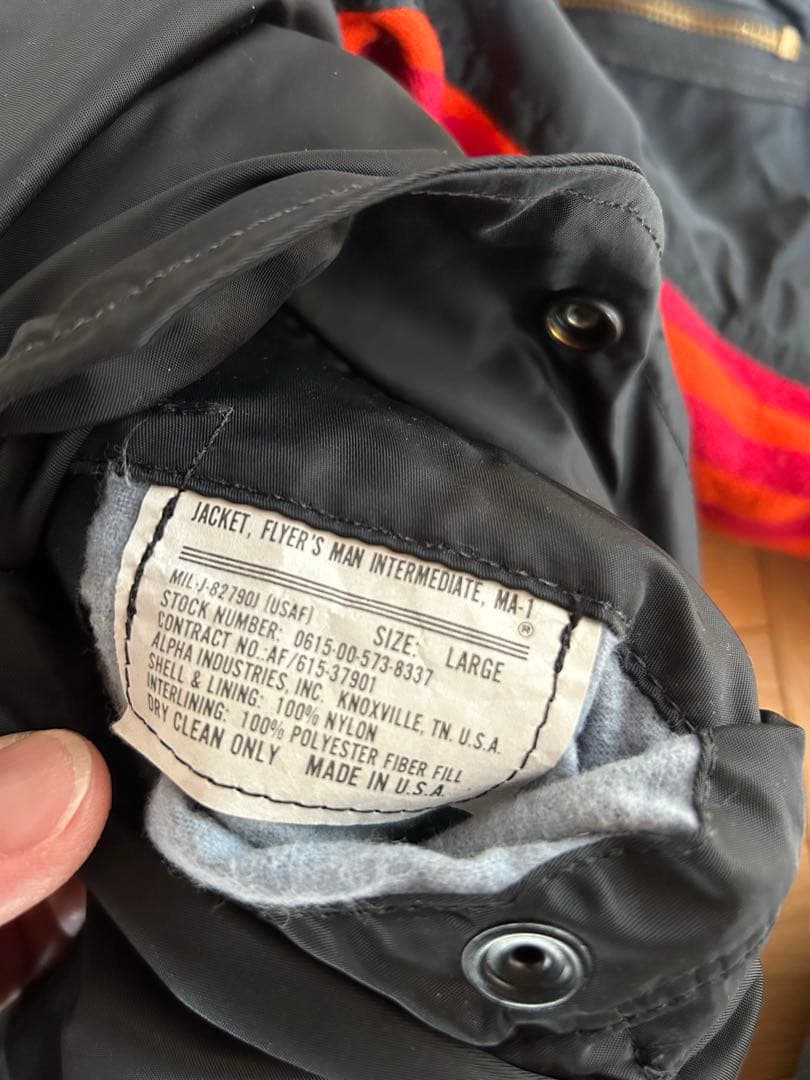 JACKET, FLYER'S MAN INTERMEDIATE, MA-1
®
MIL-J-82790J (USAF)
SIZE: LARGE
STOCK NUMBER: 0615-00-573-8337
CONTRACT NO.:AF/615-37901
ALPHA INDUSTRIES, INC. KNOXVILLE, TN. U.S.A.
SHELL & LINING: 100% NYLON
INTERLINING: 100% POLYESTER FIBER FILL
DRY CLEAN ONLY MADE IN U.S.A.